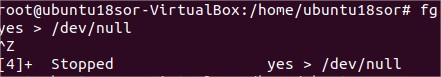 root@ubuntu18sor-VirtualBox:/home/ubuntu18sor# fg
yes > /dev/null
^Z
[4]+  Stopped                 yes > /dev/null